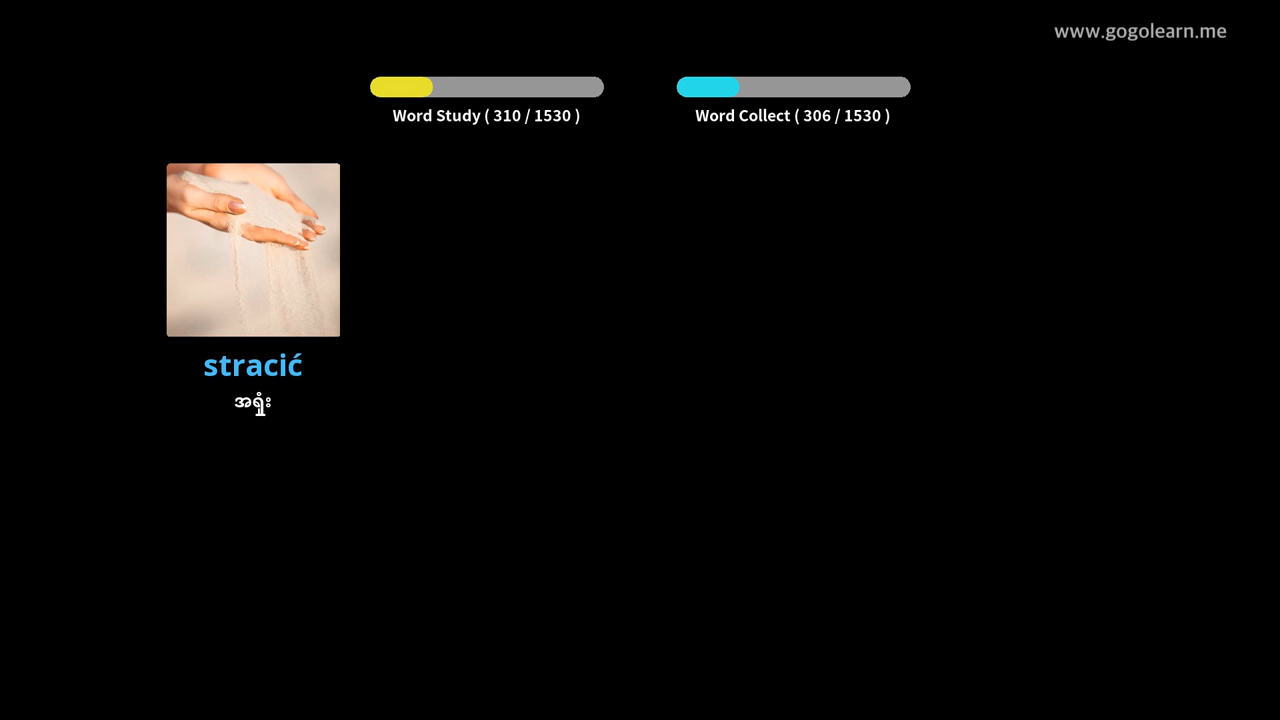 www.gogolearn.me
Word Study ( 310 / 1530 )
Word Collect ( 306 / 1530 )
stracić
အရှုံး